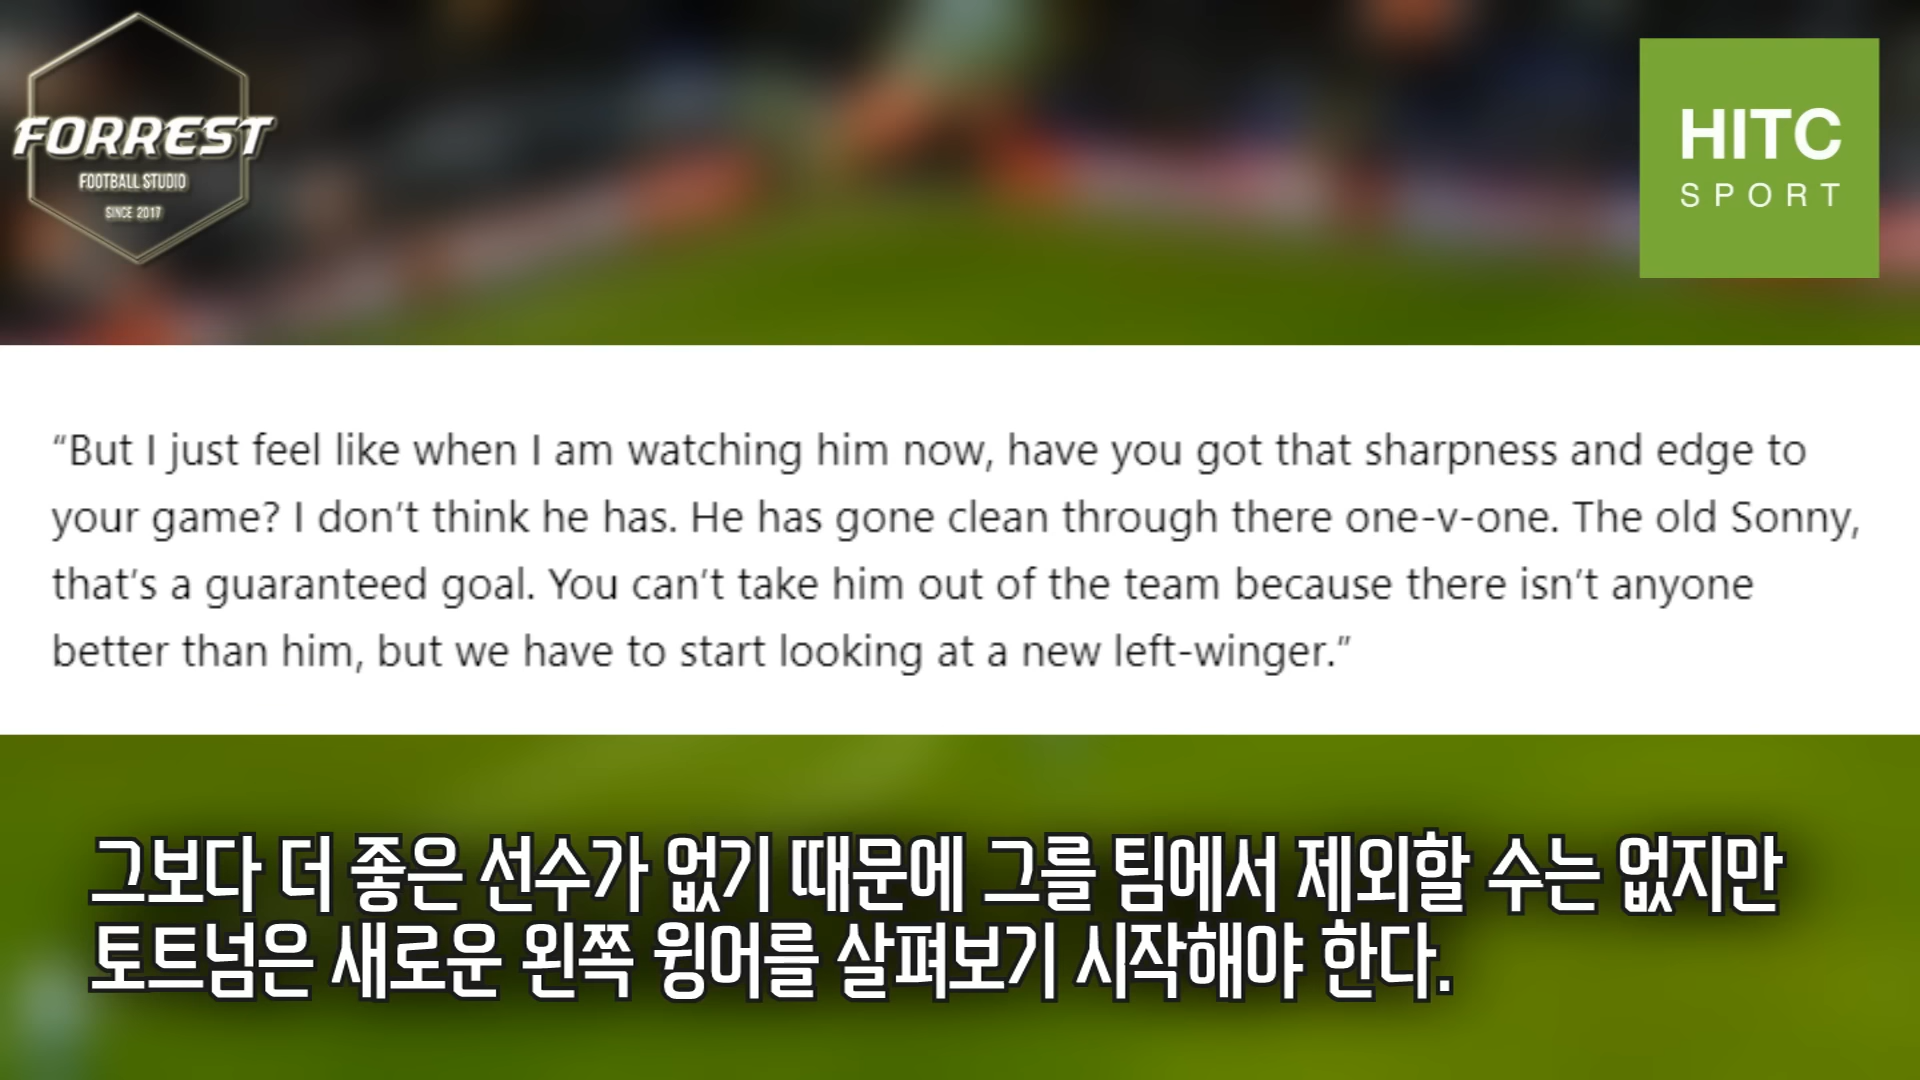 FORREST
FOOTBALL STUDIO
SINCE 2017
HITC
SPORT
“But I just feel like when I am watching him now, have you got that sharpness and edge to
your game? I don’t think he has. He has gone clean through there one-v-one. The old Sonny,
that’s a guaranteed goal. You can’t take him out of the team because there isn’t anyone
better than him, but we have to start looking at a new left-winger.”
그보다 더 좋은 선수가 없기 때문에 그를 팀에서 제외할 수는 없지만
토트넘은 새로운 왼쪽 윙어를 살펴보기 시작해야 한다.